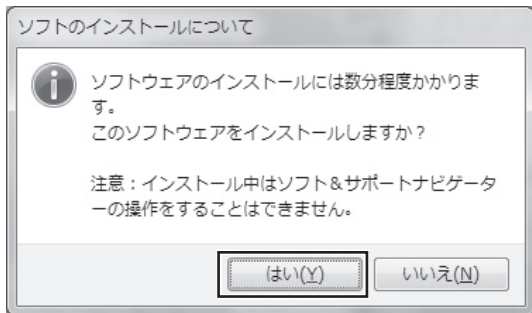 ソフトのインストールについて
ソフトウェアのインストールには数分程度かかりま
す。
このソフトウェアをインストールしますか？
注意：インストール中はソフト＆サポートナビゲータ
ーの操作をすることはできません。
はい(Y)
いいえ(N)